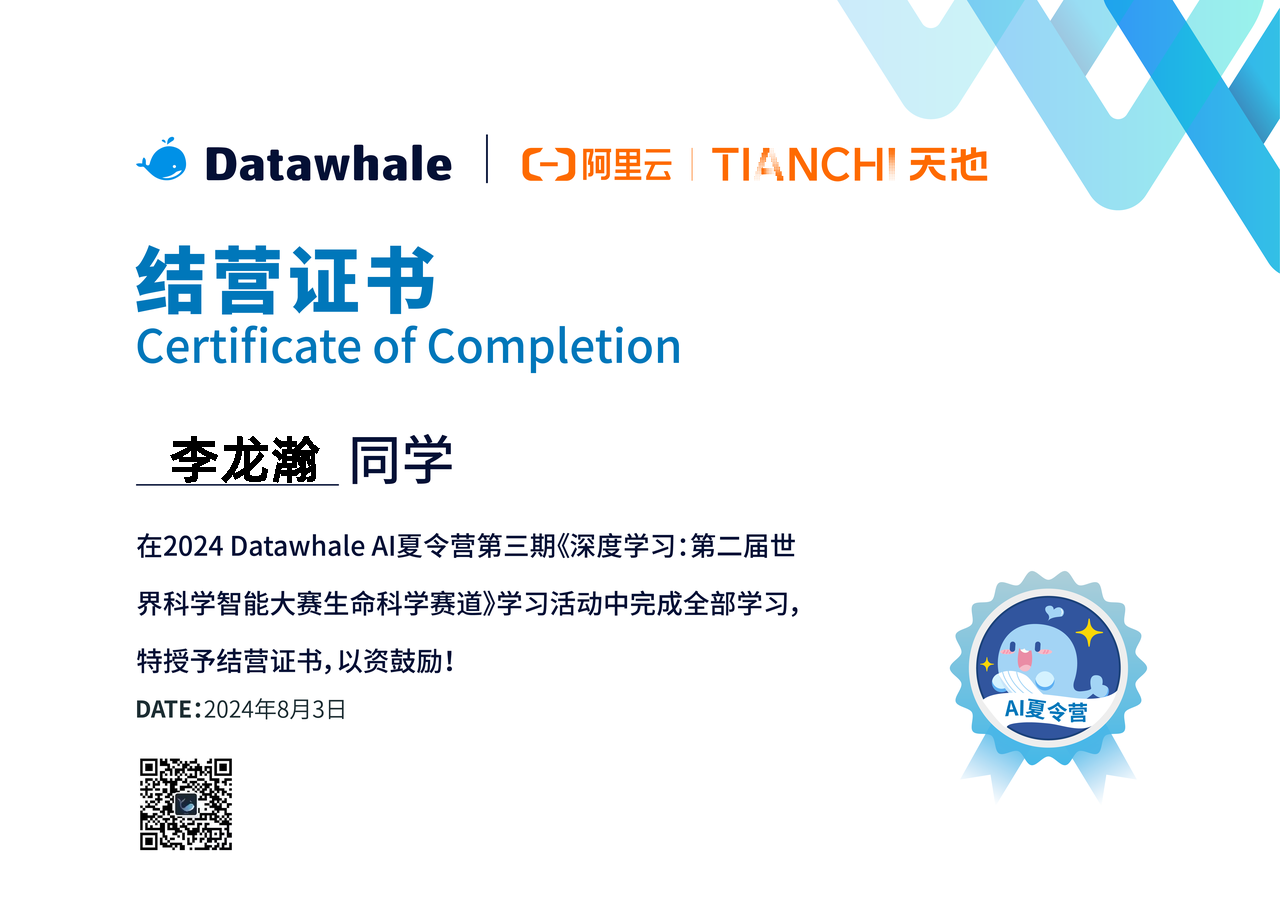 Datawhale | 阿里云 | TIANCHI 天池
结营证书
Certificate of Completion
李龙瀚 同学
在2024 Datawhale AI夏令营第三期《深度学习：第二届世
界科学智能大赛生命科学赛道》学习活动中完成全部学习，
特授予结营证书，以资鼓励！
DATE：2024年8月3日
AI夏令营